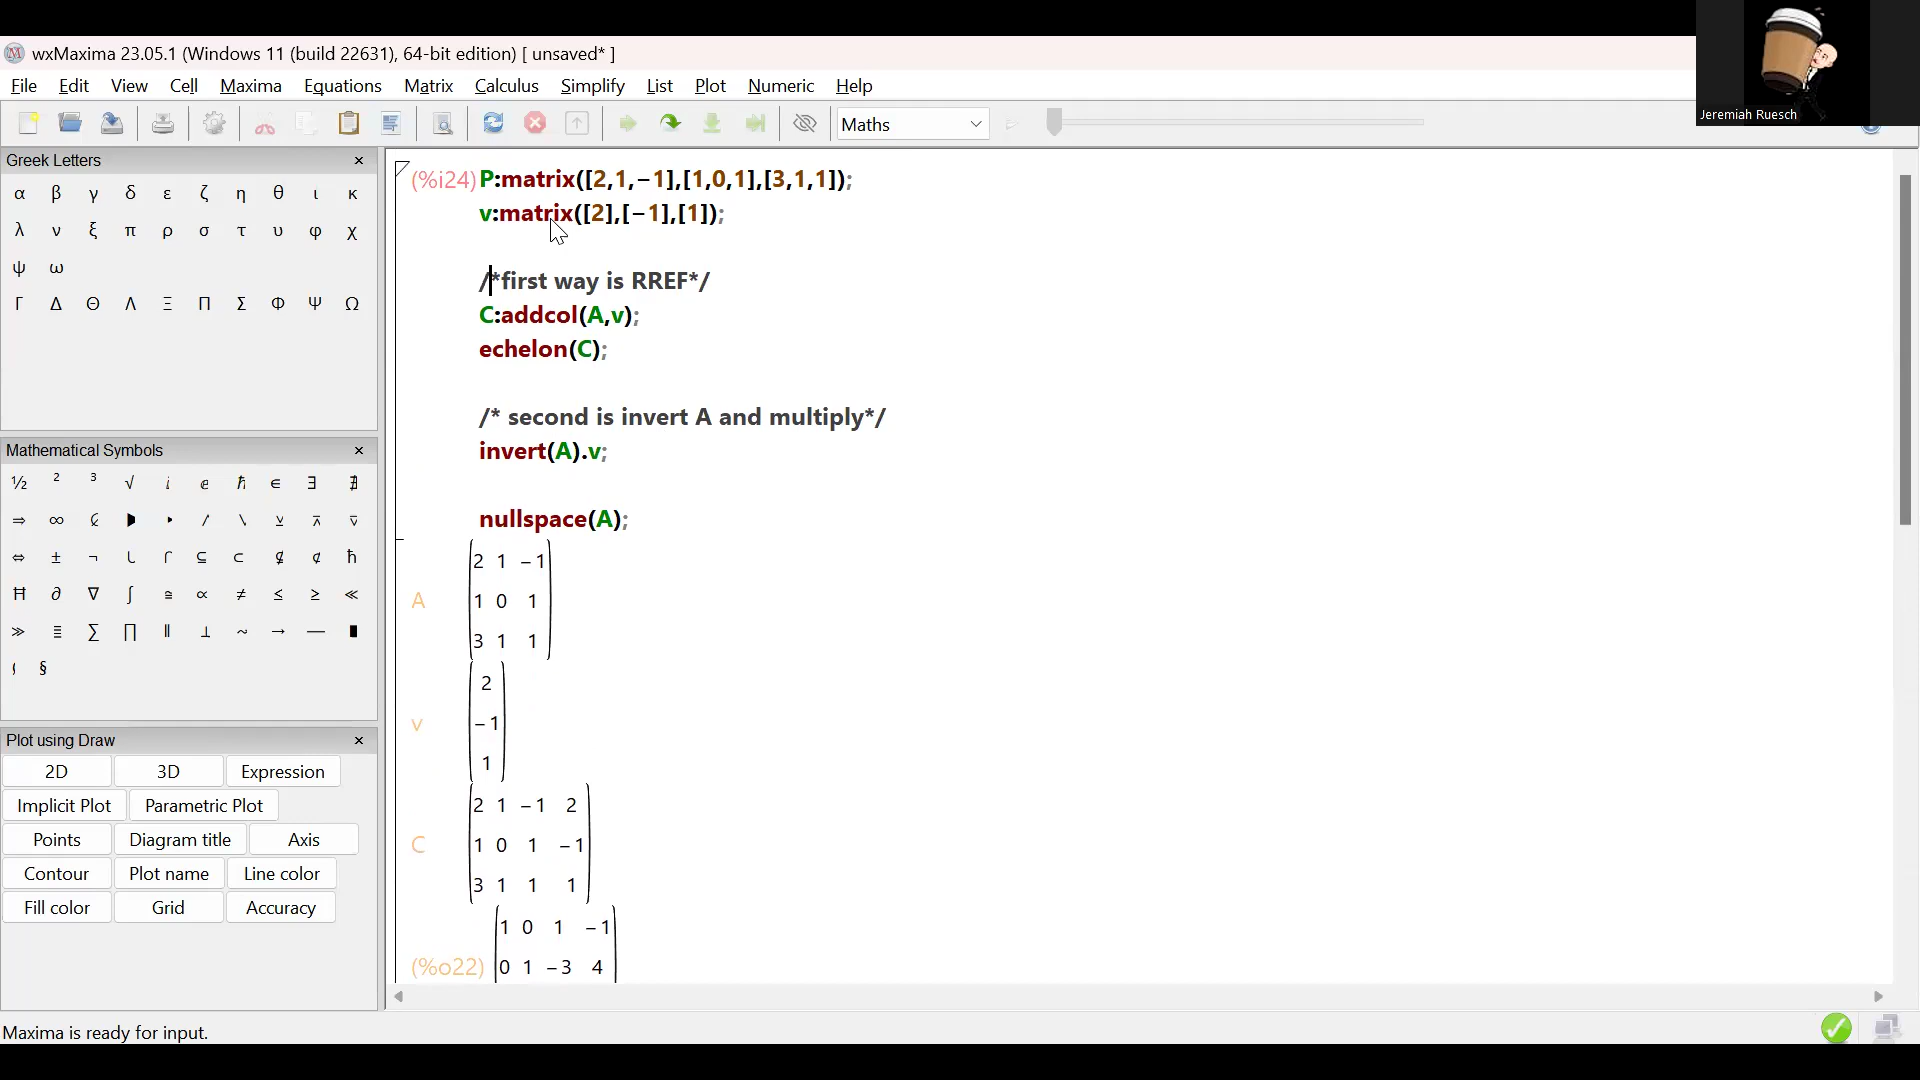 wxMaxima 23.05.1 (Windows 11 (build 22631), 64-bit edition) [ unsaved* ]
File Edit View Cell Maxima Equations Matrix Calculus Simplify List Plot Numeric Help
Maths
Jeremiah Ruesch
Greek Letters
α β γ δ ε ζ η θ ι κ
λ ν ξ π ρ σ τ υ φ χ
ψ ω
Γ Δ Θ Λ Ξ Π Σ Φ Ψ Ω
Mathematical Symbols
½ ² ³ √ ℏ ∈ ∃ ∄
⇒ ∞
⇔ ± ¬ ⊆ ⊂ ⊈ ħ
Ħ ∂ ∇ ∫ ≅ ∝ ≠ ≤ ≥ ≪
≫ ∑ ∏ ∥ ⊥ ~ → — ∎
§
Plot using Draw
2D 3D Expression
Implicit Plot Parametric Plot
Points Diagram title Axis
Contour Plot name Line color
Fill color Grid Accuracy
(%i24) P:matrix([2,1,−1],[1,0,1],[3,1,1]);
v:matrix([2],[−1],[1]);
/*first way is RREF*/
C:addcol(A,v);
echelon(C);
/* second is invert A and multiply*/
invert(A).v;
nullspace(A);
2 1 −1
A 1 0 1
3 1 1
2
v −1
1
2 1 −1 2
C 1 0 1 −1
3 1 1 1
1 0 1 −1
(%o22) 0 1 −3 4
Maxima is ready for input.